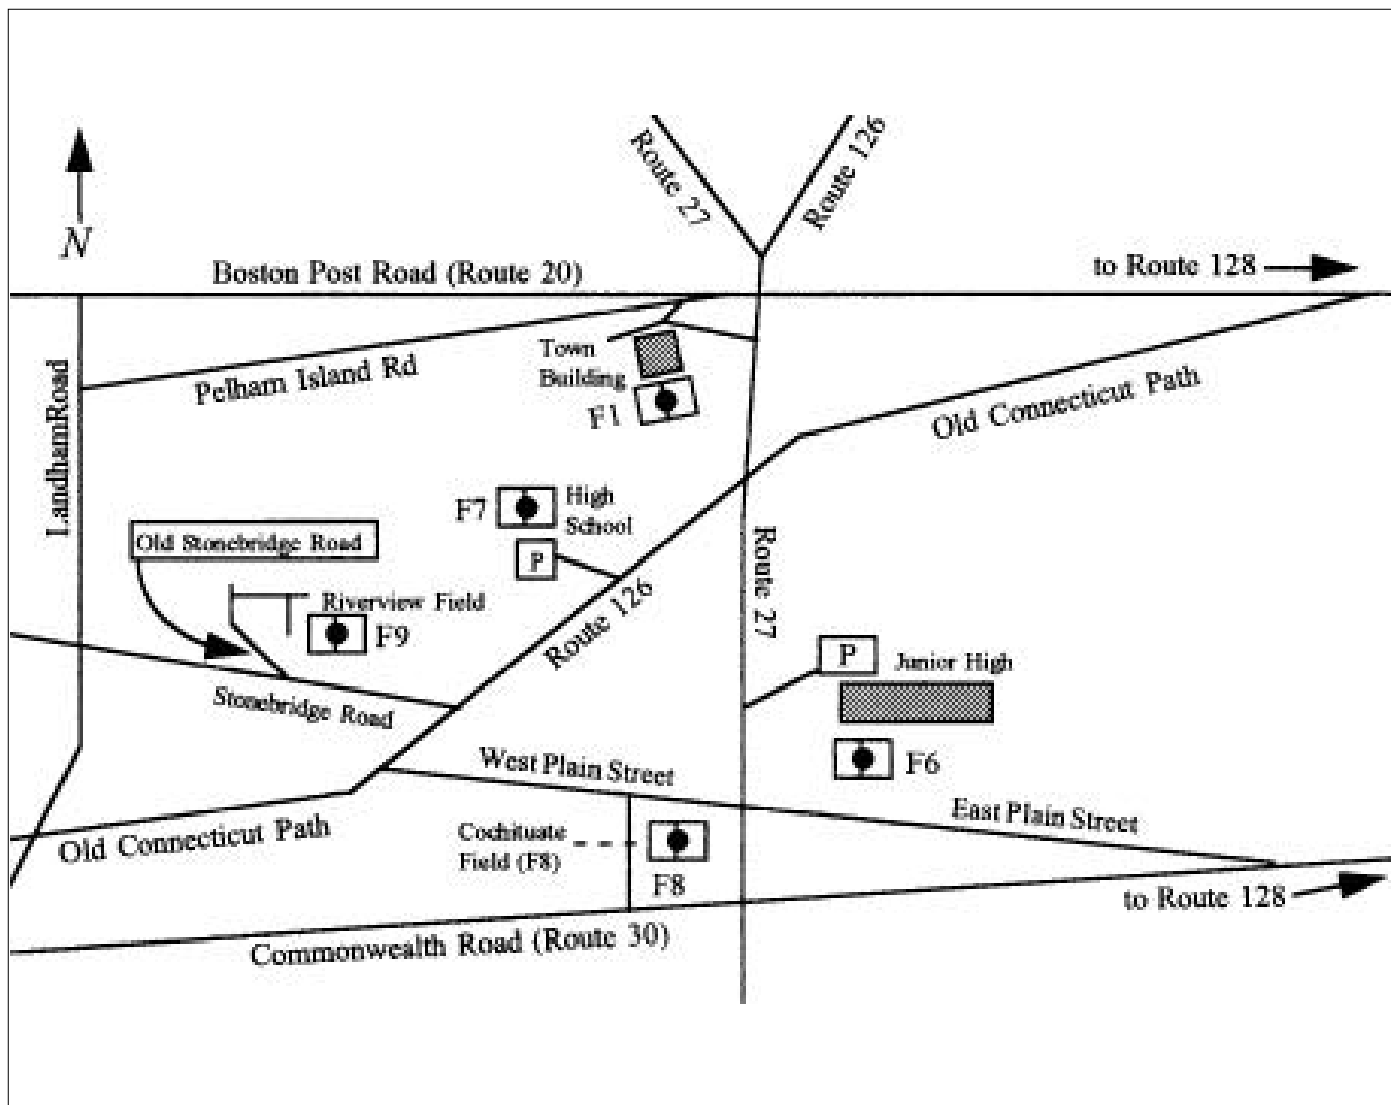 Route 27
Route 126
N
Boston Post Road (Route 20)
to Route 128
Pelham Island Rd
Town
Building
F1
Old Connecticut Path
LandhamRoad
F7
High
School
P
Old Stonebridge Road
Riverview Field
F9
Route 126
Route 27
P
Junior High
Stonebridge Road
West Plain Street
F6
East Plain Street
Old Connecticut Path
Cochituate
Field (F8)
F8
to Route 128
Commonwealth Road (Route 30)